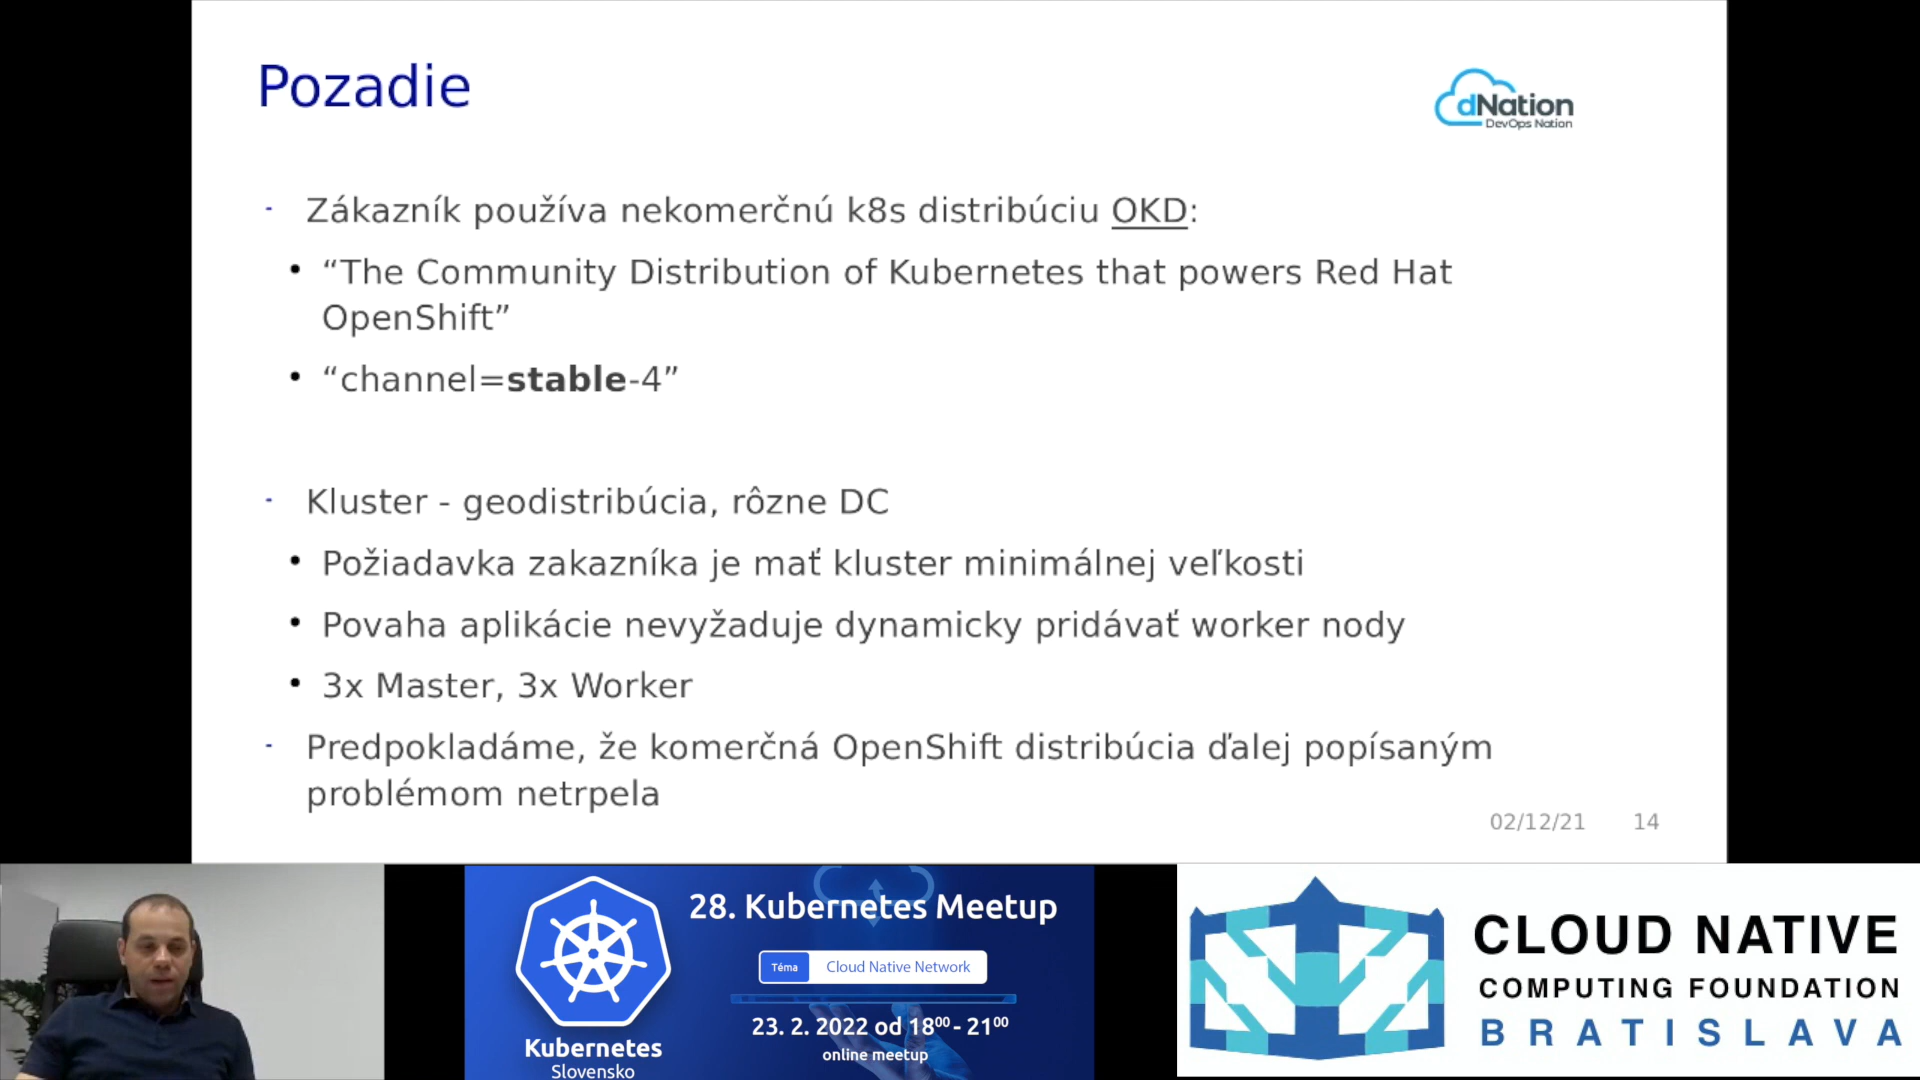 Pozadie
dNation
DevOps Nation
- Zákazník používa nekomerčnú k8s distribúciu OKD:
• “The Community Distribution of Kubernetes that powers Red Hat
OpenShift”
• “channel=stable-4”
- Kluster - geodistribúcia, rôzne DC
• Požiadavka zakazníka je mať kluster minimálnej veľkosti
• Povaha aplikácie nevyžaduje dynamicky pridávať worker nody
• 3x Master, 3x Worker
- Predpokladáme, že komerčná OpenShift distribúcia ďalej popísaným
problémom netrpela
02/12/21 14
28. Kubernetes Meetup
Téma Cloud Native Network
23. 2. 2022 od 18⁰⁰ - 21⁰⁰
online meetup
Kubernetes
Slovensko
CLOUD NATIVE
COMPUTING FOUNDATION
BRATISLAVA